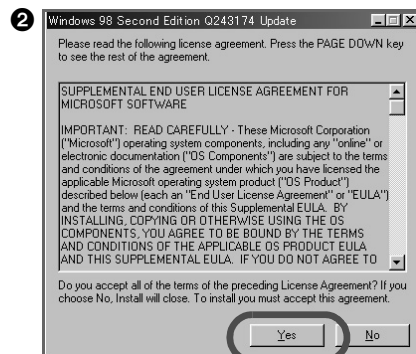 2
Windows 98 Second Edition Q243174 Update
Please read the following license agreement. Press the PAGE DOWN key
to see the rest of the agreement.
SUPPLEMENTAL END USER LICENSE AGREEMENT FOR
MICROSOFT SOFTWARE
IMPORTANT: READ CAREFULLY - These Microsoft Corporation
("Microsoft") operating system components, including any "online" or
electronic documentation ("OS Components") are subject to the terms
and conditions of the agreement under which you have licensed the
applicable Microsoft operating system product ("OS Product")
described below (each an "End User License Agreement" or "EULA")
and the terms and conditions of this Supplemental EULA. BY
INSTALLING, COPYING OR OTHERWISE USING THE OS
COMPONENTS, YOU AGREE TO BE BOUND BY THE TERMS
AND CONDITIONS OF THE APPLICABLE OS PRODUCT EULA
AND THIS SUPPLEMENTAL EULA. IF YOU DO NOT AGREE TO
Do you accept all of the terms of the preceding License Agreement? If you
choose No, Install will close. To install you must accept this agreement.
Yes No